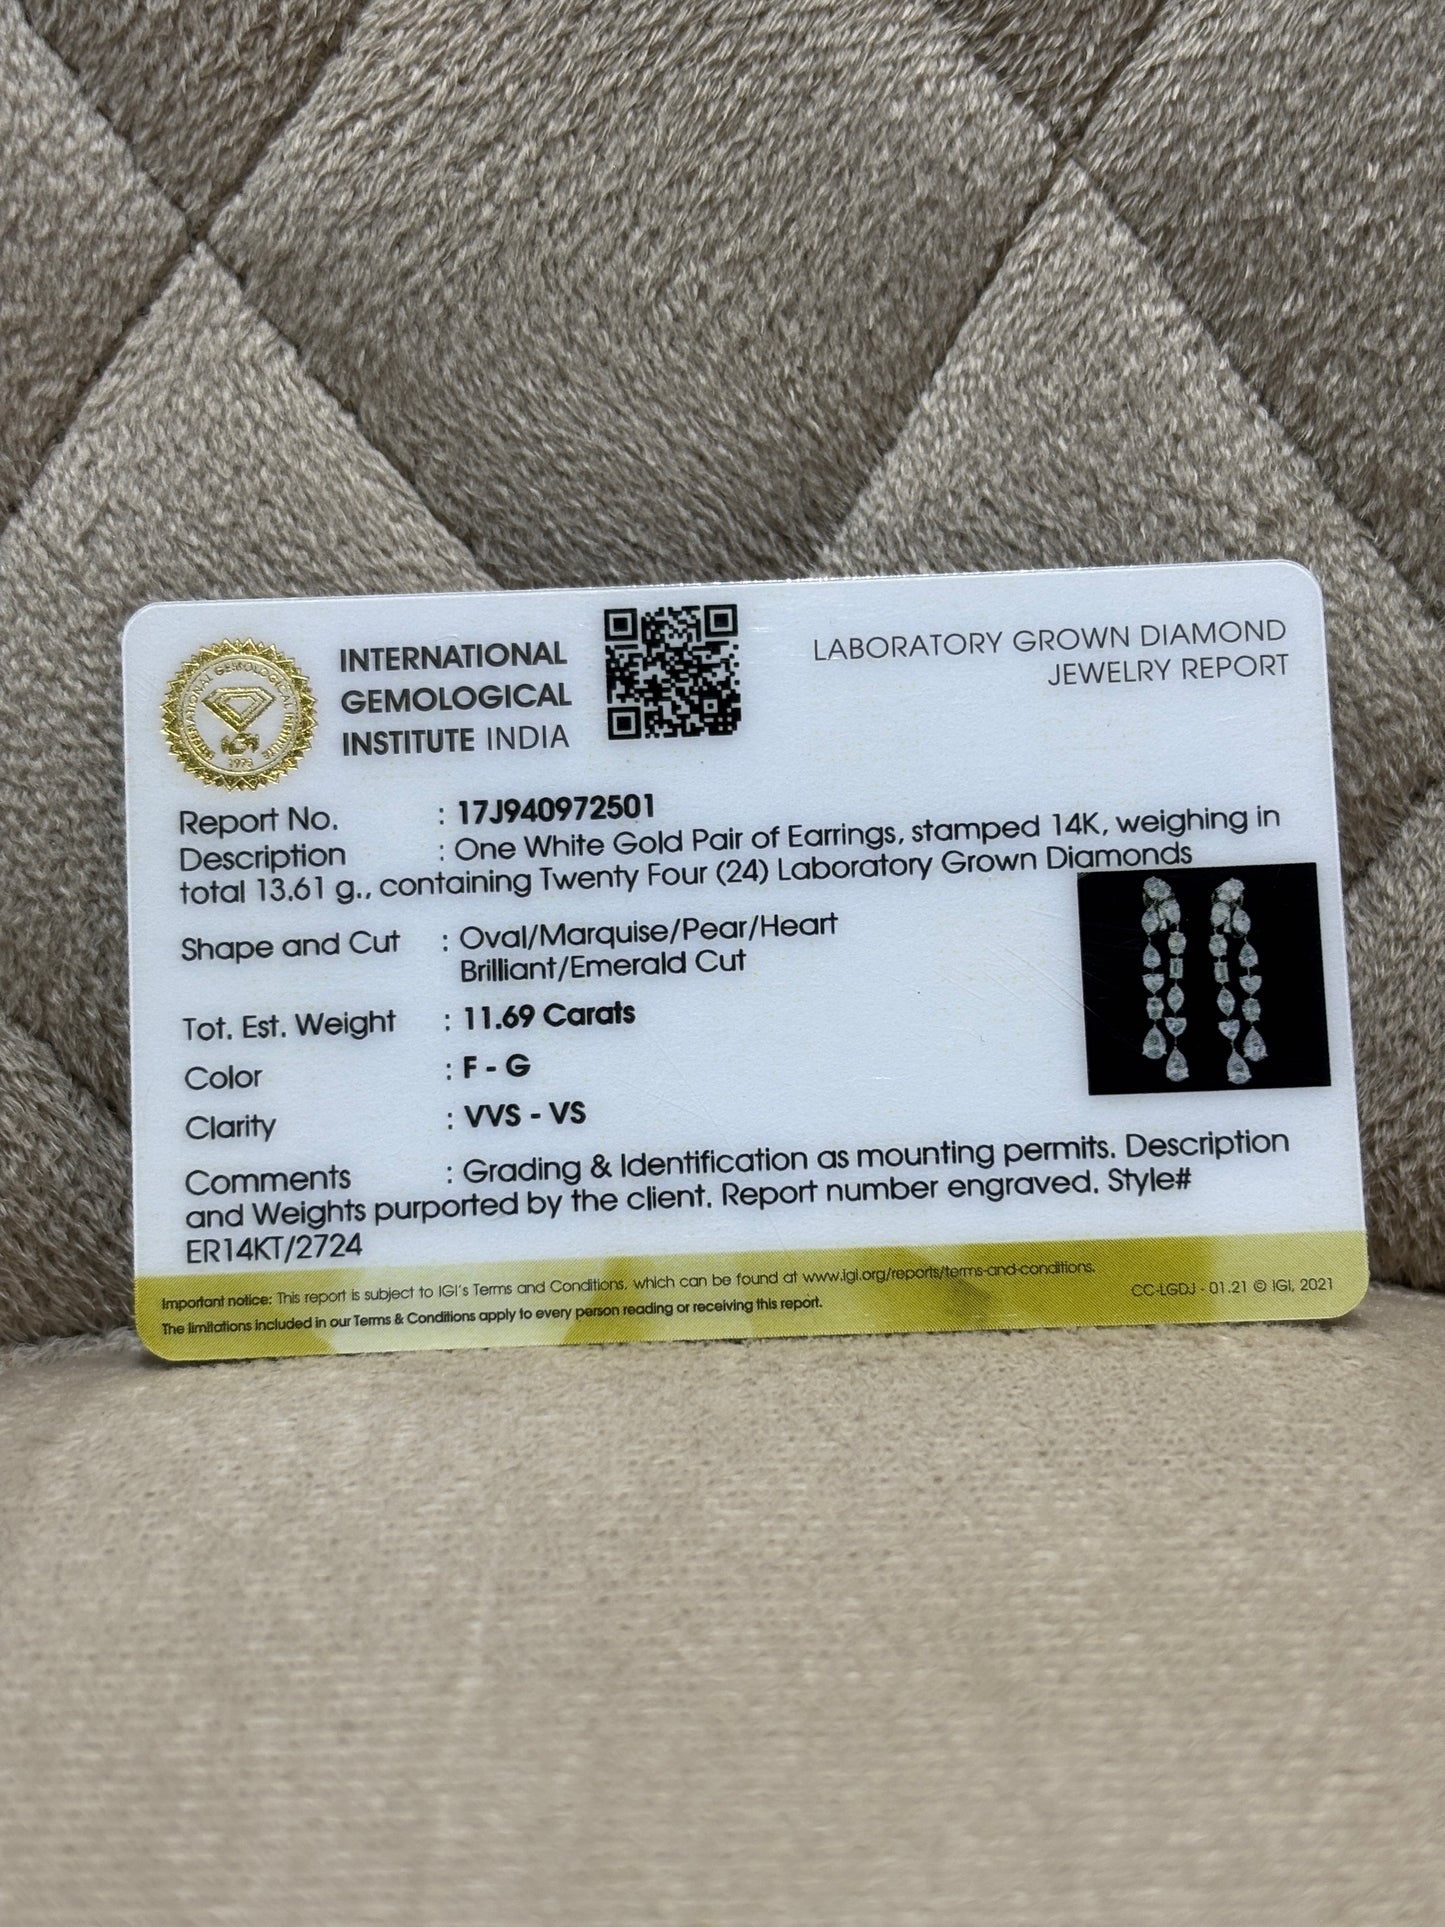 INTERNATIONAL
GEMOLOGICAL
INSTITUTE INDIA
INTERNATIONAL GEMOLOGICAL INSTITUTE
IGI
1975
LABORATORY GROWN DIAMOND
JEWELRY REPORT
Report No. : 17J940972501
Description : One White Gold Pair of Earrings, stamped 14K, weighing in
total 13.61 g., containing Twenty Four (24) Laboratory Grown Diamonds
Shape and Cut : Oval/Marquise/Pear/Heart
Brilliant/Emerald Cut
Tot. Est. Weight : 11.69 Carats
Color : F - G
Clarity : VVS - VS
Comments : Grading & Identification as mounting permits. Description
and Weights purported by the client. Report number engraved. Style#
ER14KT/2724
Important notice: This report is subject to IGI's Terms and Conditions, which can be found at www.igi.org/reports/terms-and-conditions.
The limitations included in our Terms & Conditions apply to every person reading or receiving this report.
CC-LGDJ - 01.21 © IGI, 2021